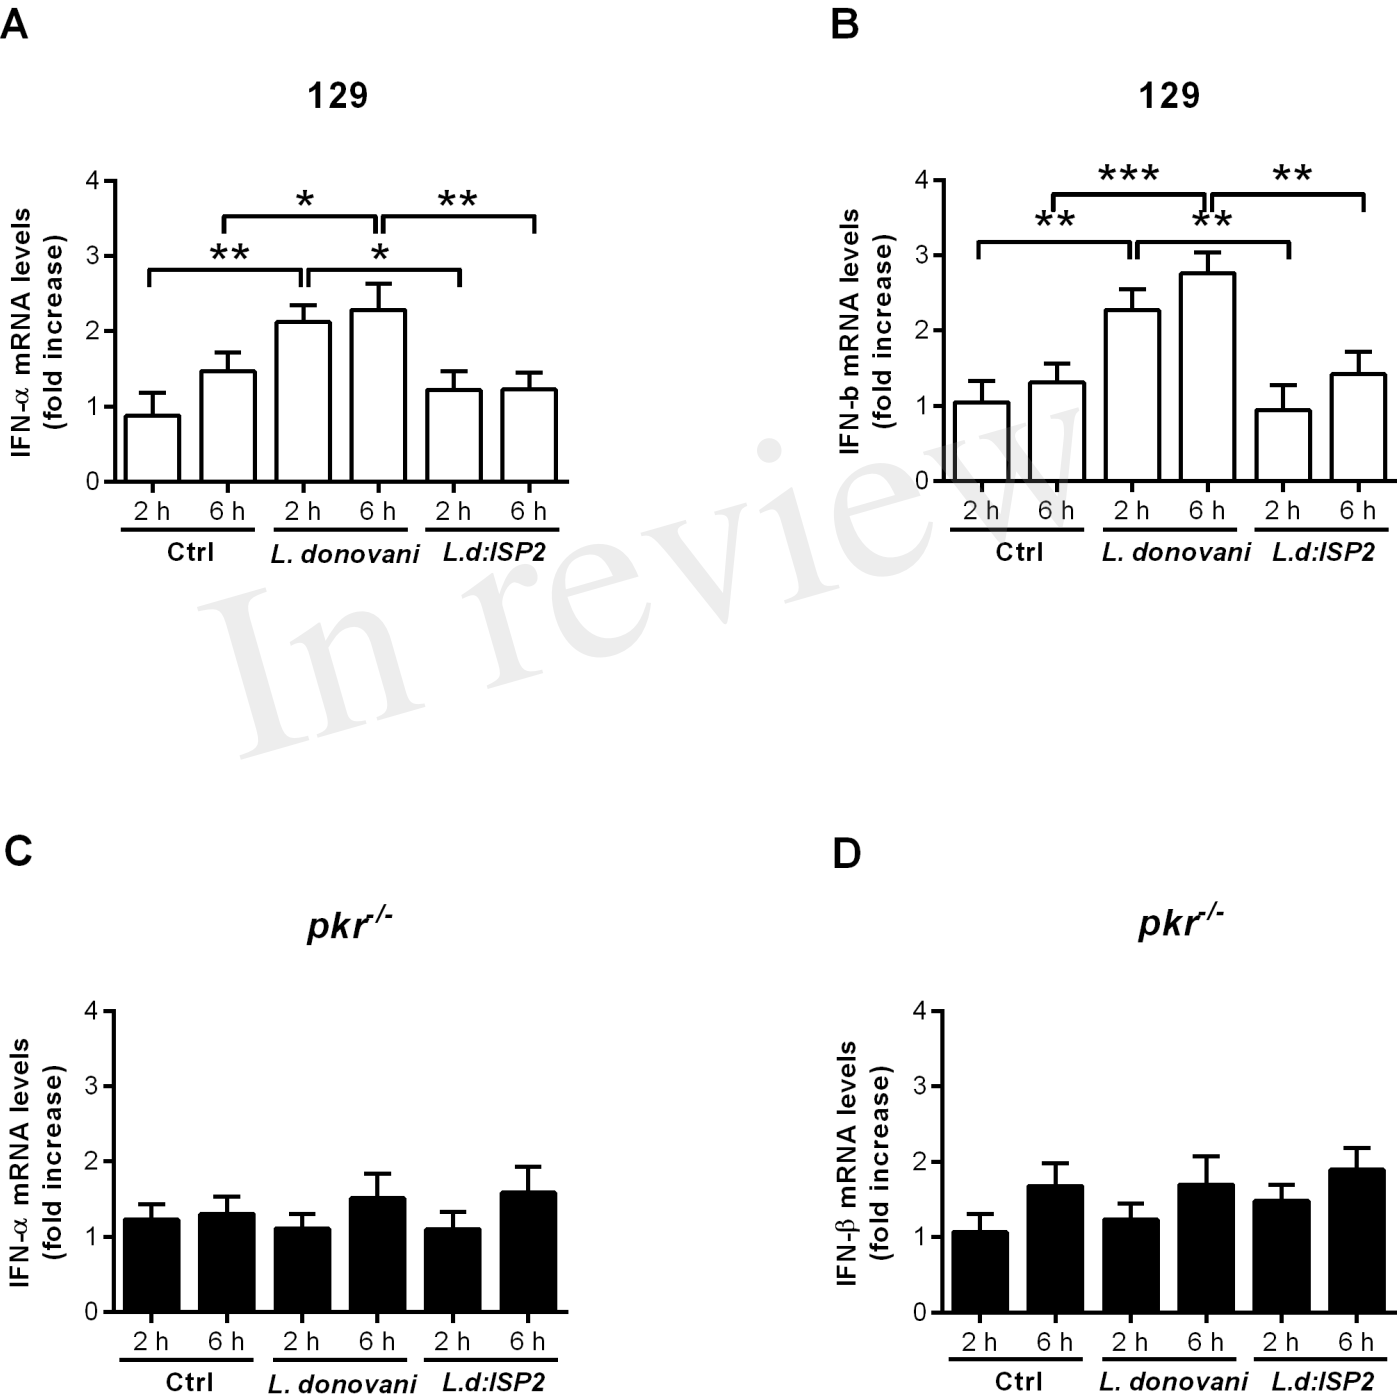 A
129
IFN-α mRNA levels
(fold increase)
4
3
2
1
0
* **
** *
2 h 6 h 2 h 6 h 2 h 6 h
Ctrl L. donovani L.d:ISP2
B
129
IFN-b mRNA levels
(fold increase)
4
3
2
1
0
*** **
** **
2 h 6 h 2 h 6 h 2 h 6 h
Ctrl L. donovani L.d:ISP2
In review
C
pkr-/-
IFN-α mRNA levels
(fold increase)
4
3
2
1
0
2 h 6 h 2 h 6 h 2 h 6 h
Ctrl L. donovani L.d:ISP2
D
pkr-/-
IFN-β mRNA levels
(fold increase)
4
3
2
1
0
2 h 6 h 2 h 6 h 2 h 6 h
Ctrl L. donovani L.d:ISP2